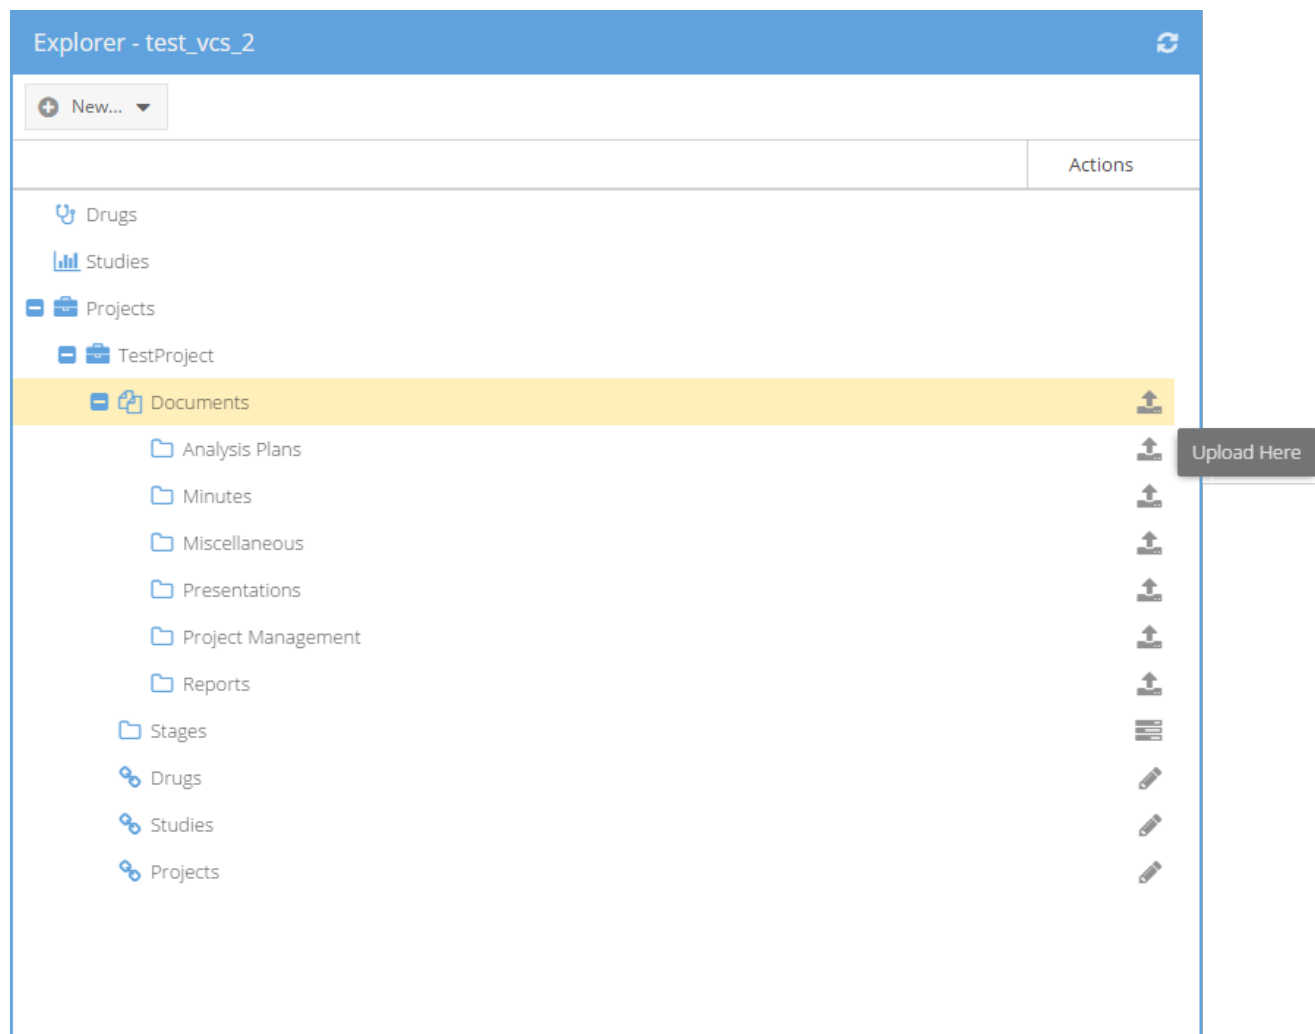 Explorer - test_vcs_2
New...
Actions
Drugs
Studies
Projects
TestProject
Documents
Analysis Plans
Upload Here
Minutes
Miscellaneous
Presentations
Project Management
Reports
Stages
Drugs
Studies
Projects